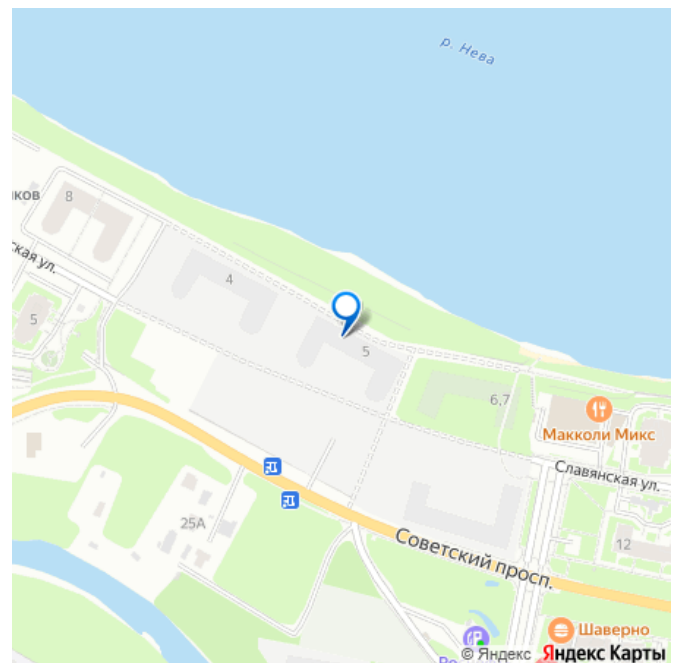 р. Нева
8
ская ул.
4
5
5
6,7
Макколи Микс
Славянская ул.
25А
Советский просп.
12
Шаверно
© Яндекс Яндекс Карты